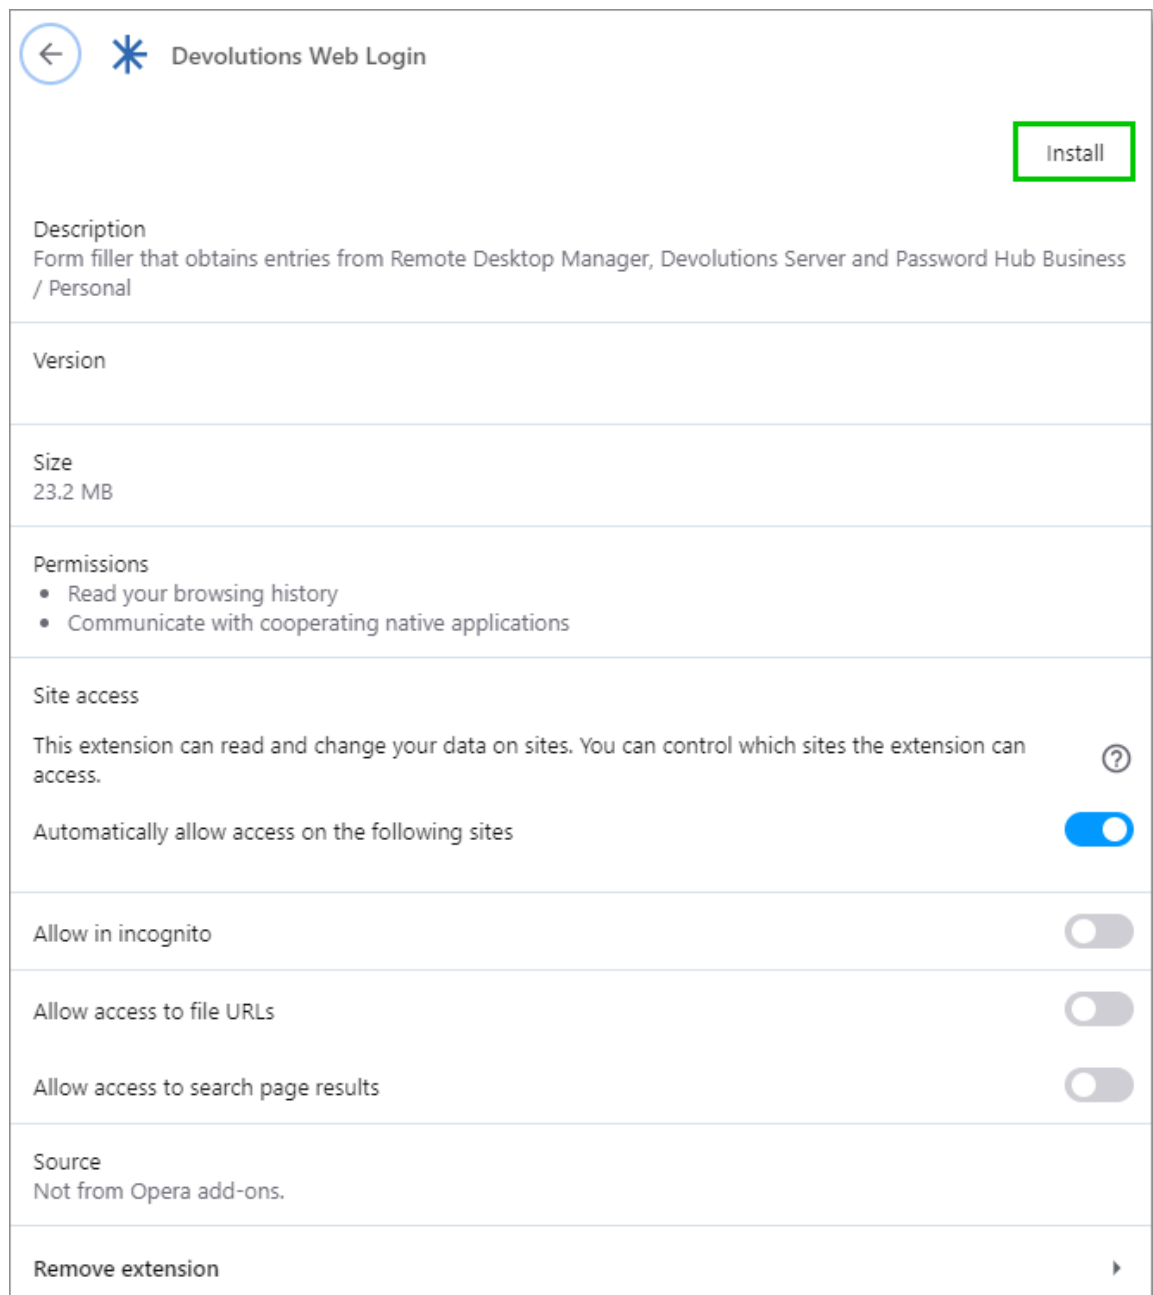 Devolutions Web Login
Install
Description
Form filler that obtains entries from Remote Desktop Manager, Devolutions Server and Password Hub Business
/ Personal
Version
Size
23.2 MB
Permissions
• Read your browsing history
• Communicate with cooperating native applications
Site access
This extension can read and change your data on sites. You can control which sites the extension can
access.
Automatically allow access on the following sites
Allow in incognito
Allow access to file URLs
Allow access to search page results
Source
Not from Opera add-ons.
Remove extension